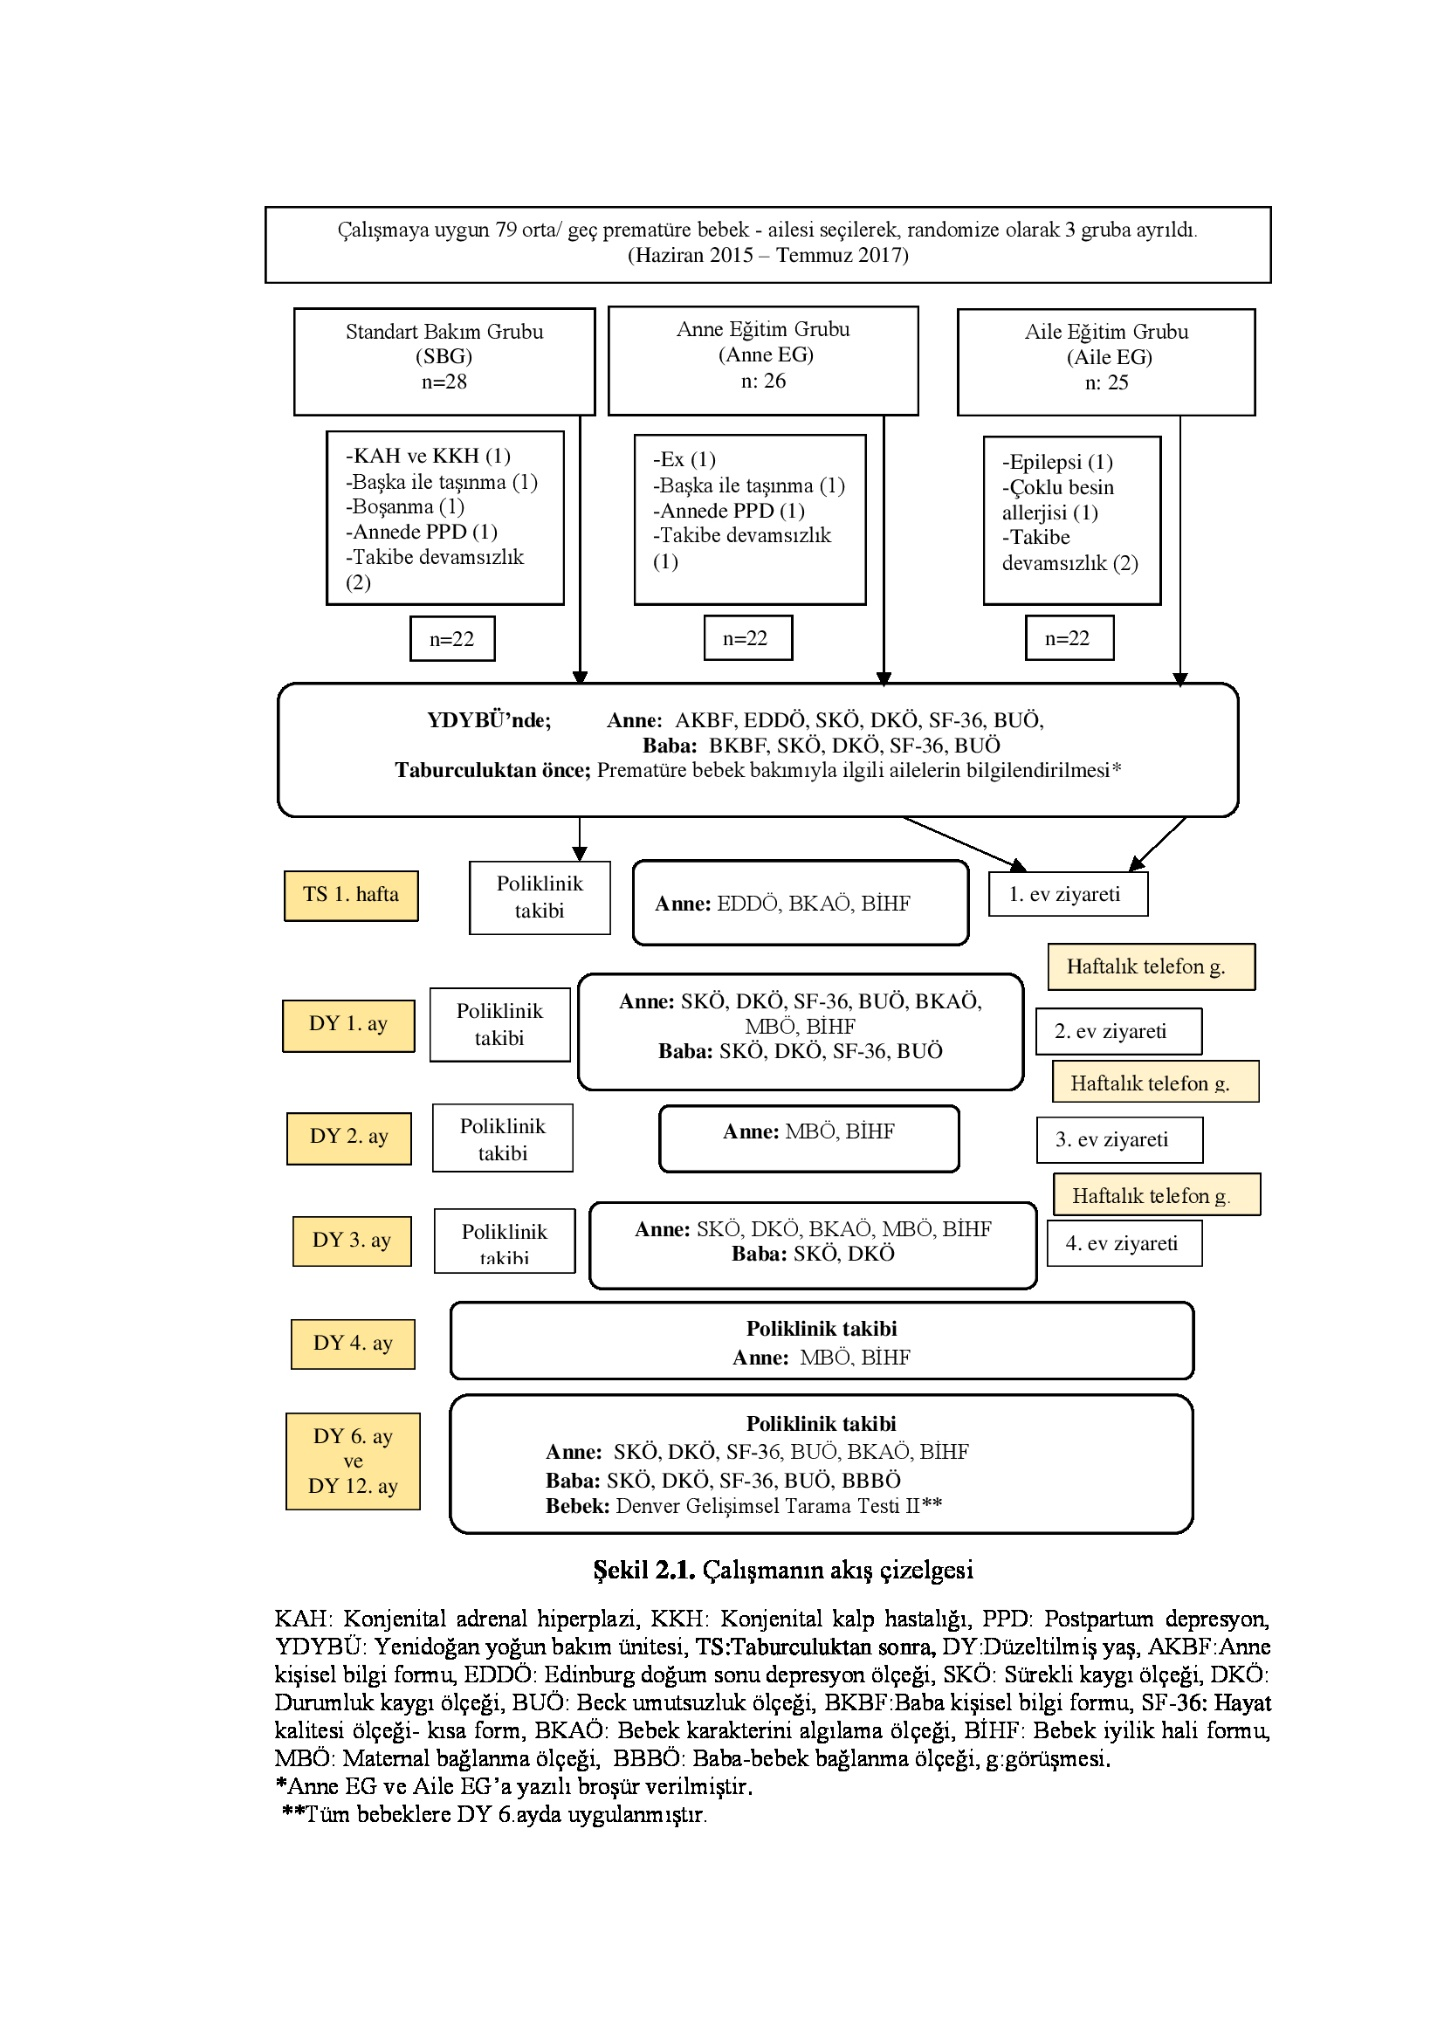 Çalışmaya uygun 79 orta/ geç prematüre bebek - ailesi seçilerek, randomize olarak 3 gruba ayrıldı.
(Haziran 2015 – Temmuz 2017)
Standart Bakım Grubu
(SBG)
n=28
Anne Eğitim Grubu
(Anne EG)
n: 26
Aile Eğitim Grubu
(Aile EG)
n: 25
-KAH ve KKH (1)
-Başka ile taşınma (1)
-Boşanma (1)
-Annede PPD (1)
-Takibe devamsızlık
(2)
-Ex (1)
-Başka ile taşınma (1)
-Annede PPD (1)
-Takibe devamsızlık
(1)
-Epilepsi (1)
-Çoklu besin
allerjisi (1)
-Takibe
devamsızlık (2)
n=22
n=22
n=22
YDYBÜ’nde; Anne: AKBF, EDDÖ, SKÖ, DKÖ, SF-36, BUÖ,
Baba: BKBF, SKÖ, DKÖ, SF-36, BUÖ
Taburculuktan önce; Prematüre bebek bakımıyla ilgili ailelerin bilgilendirilmesi*
TS 1. hafta
Poliklinik
takibi
Anne: EDDÖ, BKAÖ, BİHF
1. ev ziyareti
Haftalık telefon g.
DY 1. ay
Poliklinik
takibi
Anne: SKÖ, DKÖ, SF-36, BUÖ, BKAÖ,
MBÖ, BİHF
Baba: SKÖ, DKÖ, SF-36, BUÖ
2. ev ziyareti
Haftalık telefon g.
DY 2. ay
Poliklinik
takibi
Anne: MBÖ, BİHF
3. ev ziyareti
Haftalık telefon g.
DY 3. ay
Poliklinik
takibi
Anne: SKÖ, DKÖ, BKAÖ, MBÖ, BİHF
Baba: SKÖ, DKÖ
4. ev ziyareti
DY 4. ay
Poliklinik takibi
Anne: MBÖ, BİHF
DY 6. ay
ve
DY 12. ay
Poliklinik takibi
Anne: SKÖ, DKÖ, SF-36, BUÖ, BKAÖ, BİHF
Baba: SKÖ, DKÖ, SF-36, BUÖ, BBBÖ
Bebek: Denver Gelişimsel Tarama Testi II**
Şekil 2.1. Çalışmanın akış çizelgesi
KAH: Konjenital adrenal hiperplazi, KKH: Konjenital kalp hastalığı, PPD: Postpartum depresyon,
YDYBÜ: Yenidoğan yoğun bakım ünitesi, TS:Taburculuktan sonra, DY:Düzeltilmiş yaş, AKBF:Anne
kişisel bilgi formu, EDDÖ: Edinburg doğum sonu depresyon ölçeği, SKÖ: Sürekli kaygı ölçeği, DKÖ:
Durumluk kaygı ölçeği, BUÖ: Beck umutsuzluk ölçeği, BKBF:Baba kişisel bilgi formu, SF-36: Hayat
kalitesi ölçeği- kısa form, BKAÖ: Bebek karakterini algılama ölçeği, BİHF: Bebek iyilik hali formu,
MBÖ: Maternal bağlanma ölçeği, BBBÖ: Baba-bebek bağlanma ölçeği, g:görüşmesi.
*Anne EG ve Aile EG’a yazılı broşür verilmiştir.
**Tüm bebeklere DY 6.ayda uygulanmıştır.